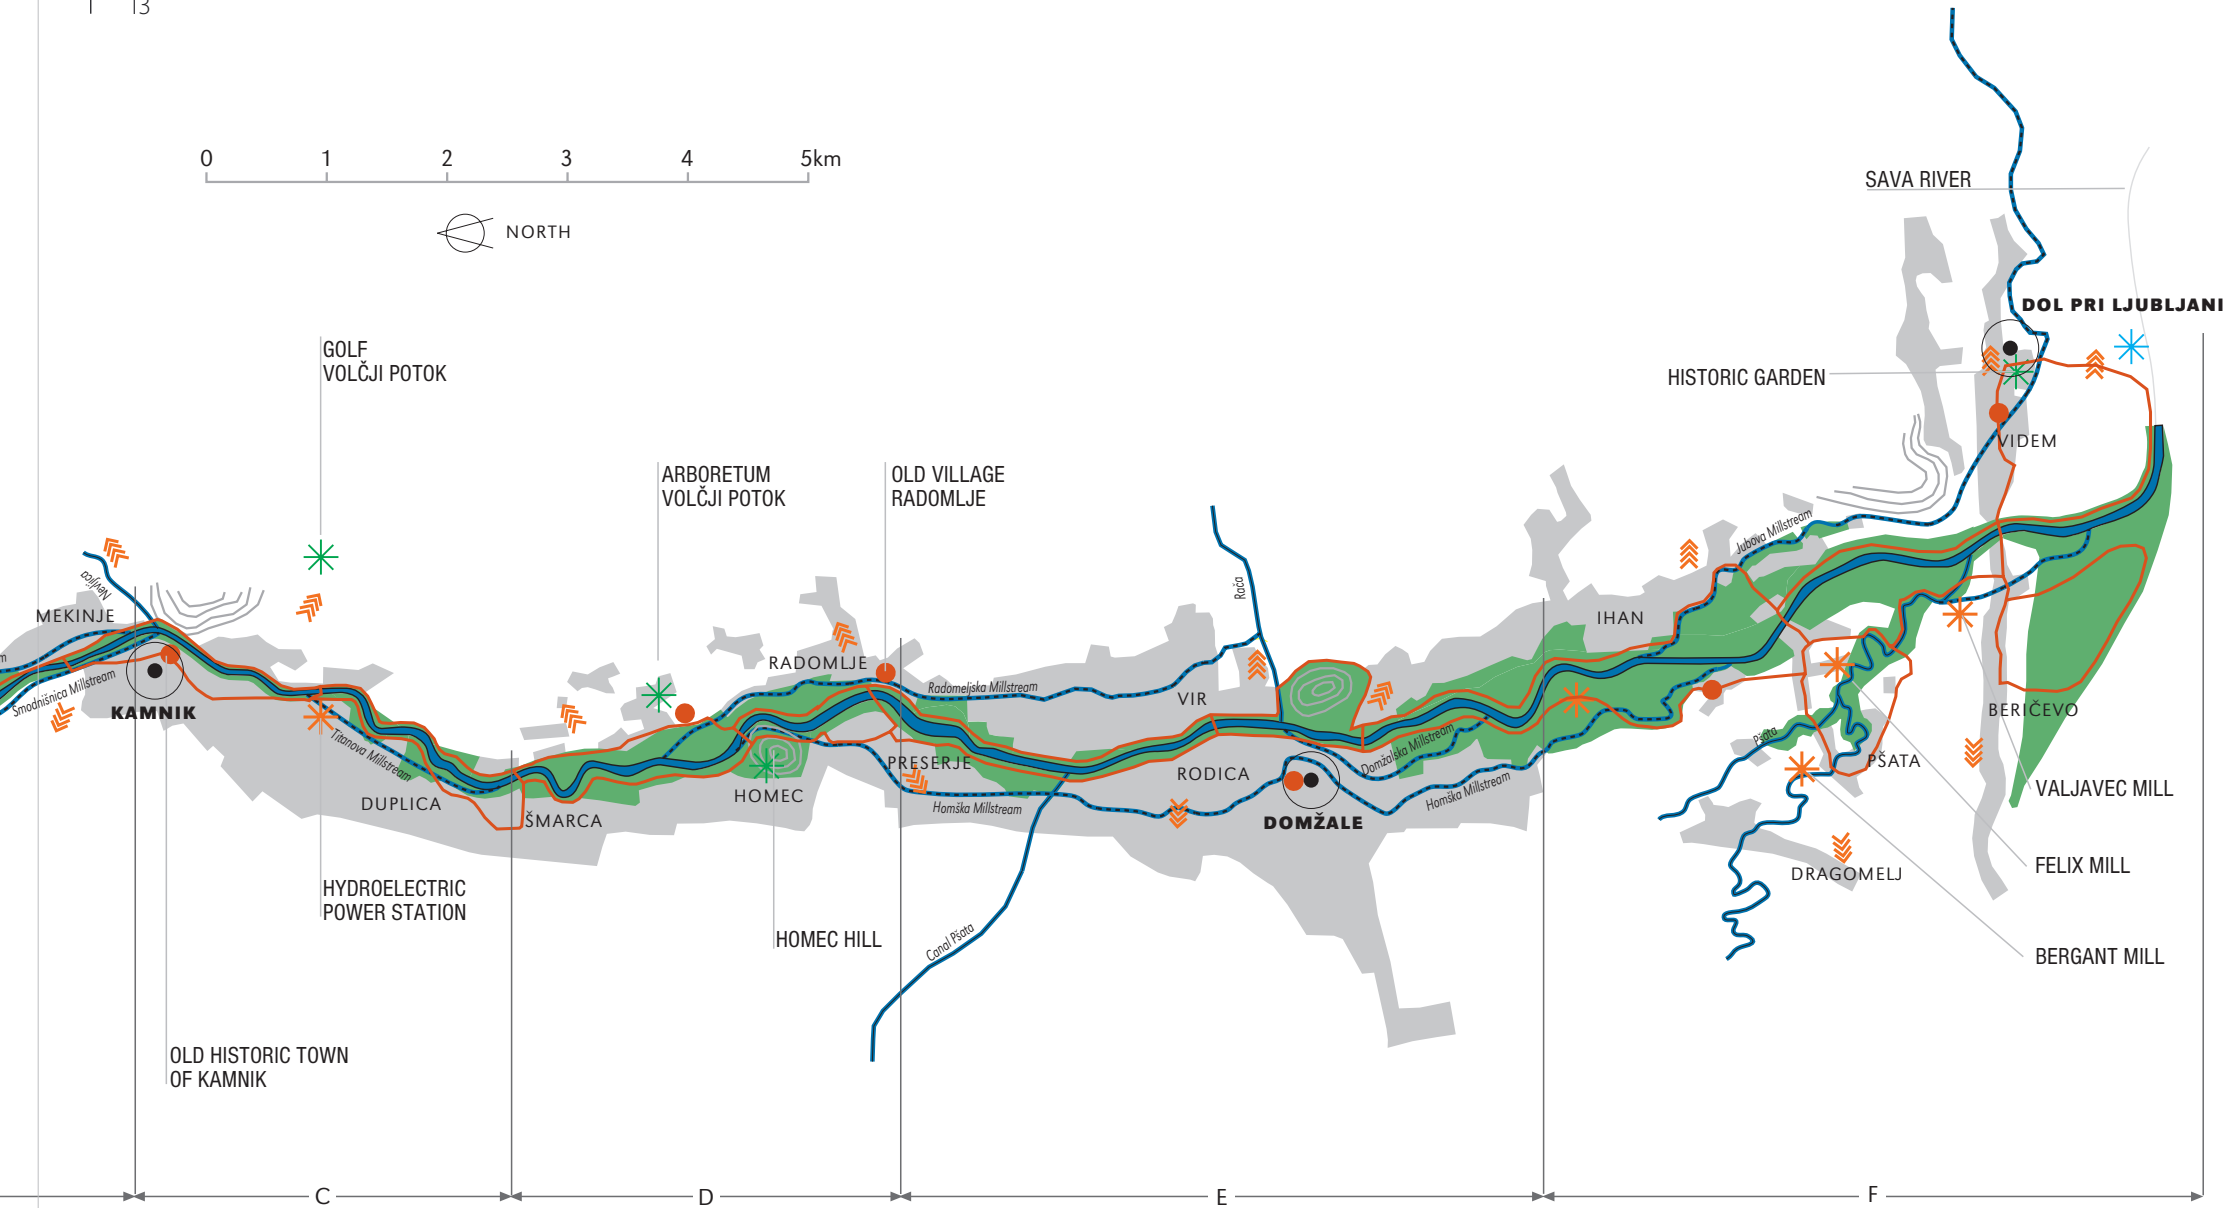 0 1 2 3 4 5km
NORTH
SAVA RIVER
DOL PRI LJUBLJANI
GOLF
VOLČJI POTOK
HISTORIC GARDEN
VIDEM
ARBORETUM
VOLČJI POTOK
OLD VILLAGE
RADOMLJE
Jubova Millstream
Nevljica
Rača
MEKINJE
IHAN
RADOMLJE
Smodnišnica Millstream
Radomeljska Millstream
VIR
KAMNIK
BERIČEVO
Titanova Millstream
Domžalska Millstream
Pšata
PRESERJE
RODICA
PŠATA
DUPLICA
HOMEC
Homška Millstream
Homška Millstream
VALJAVEC MILL
ŠMARCA
DOMŽALE
FELIX MILL
DRAGOMELJ
HYDROELECTRIC
POWER STATION
HOMEC HILL
Canal Pšata
BERGANT MILL
OLD HISTORIC TOWN
OF KAMNIK
C D E F